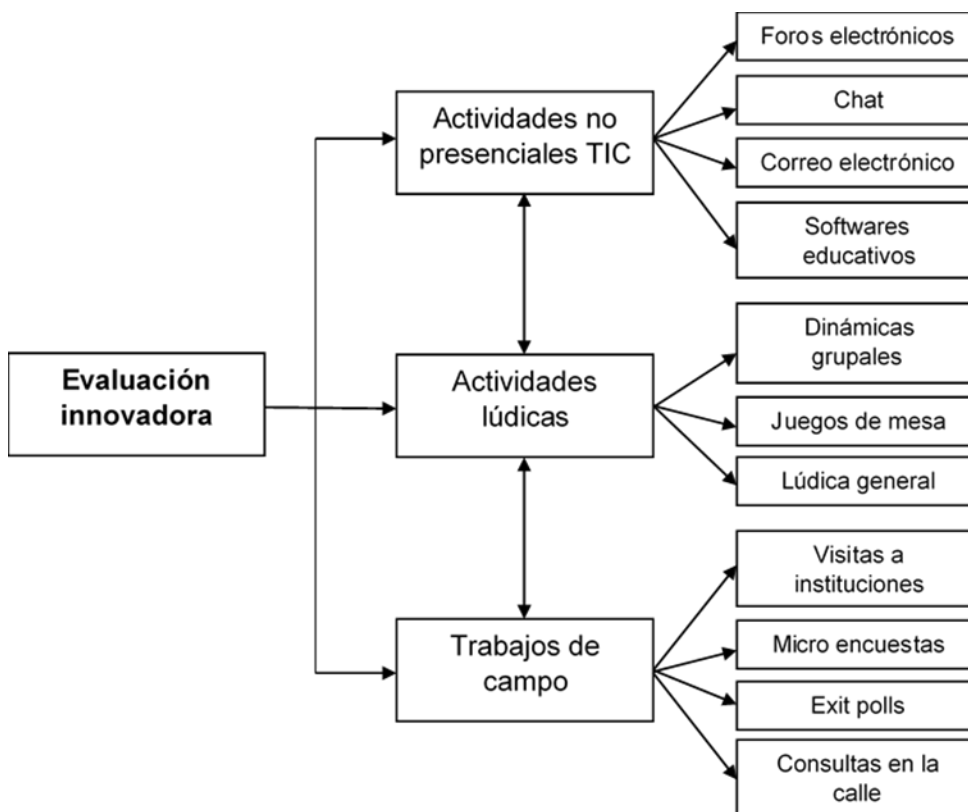 Foros electrónicos
Chat
Correo electrónico
Softwares
educativos
Actividades no
presenciales TIC
Dinámicas
grupales
Juegos de mesa
Lúdica general
Actividades
lúdicas
Evaluación
innovadora
Visitas a
instituciones
Micro encuestas
Exit polls
Consultas en la
calle
Trabajos de
campo